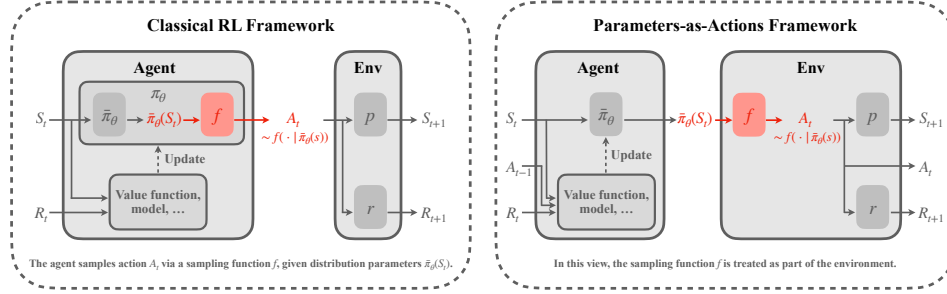 Classical RL Framework
Agent
Env
π_θ
S_t
π̄_θ
π̄_θ(S_t)
f
A_t
∼ f( · | π̄_θ(s))
p
S_{t+1}
Update
Value function,
model, …
R_t
r
R_{t+1}
The agent samples action A_t via a sampling function f, given distribution parameters π̄_θ(S_t).
Parameters-as-Actions Framework
Agent
Env
S_t
π̄_θ
π̄_θ(S_t)
f
A_t
∼ f( · | π̄_θ(s))
p
S_{t+1}
Update
A_{t−1}
A_t
Value function,
model, …
R_t
r
R_{t+1}
In this view, the sampling function f is treated as part of the environment.